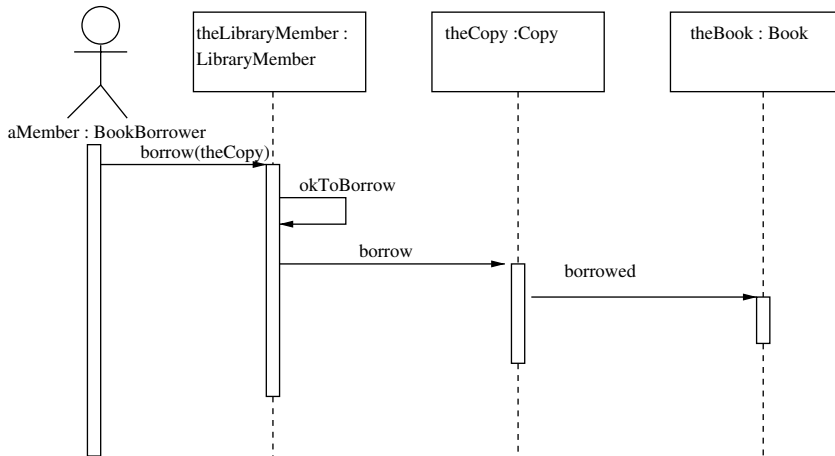 theLibraryMember :
LibraryMember
theCopy :Copy
theBook : Book
aMember : BookBorrower
borrow(theCopy)
okToBorrow
borrow
borrowed